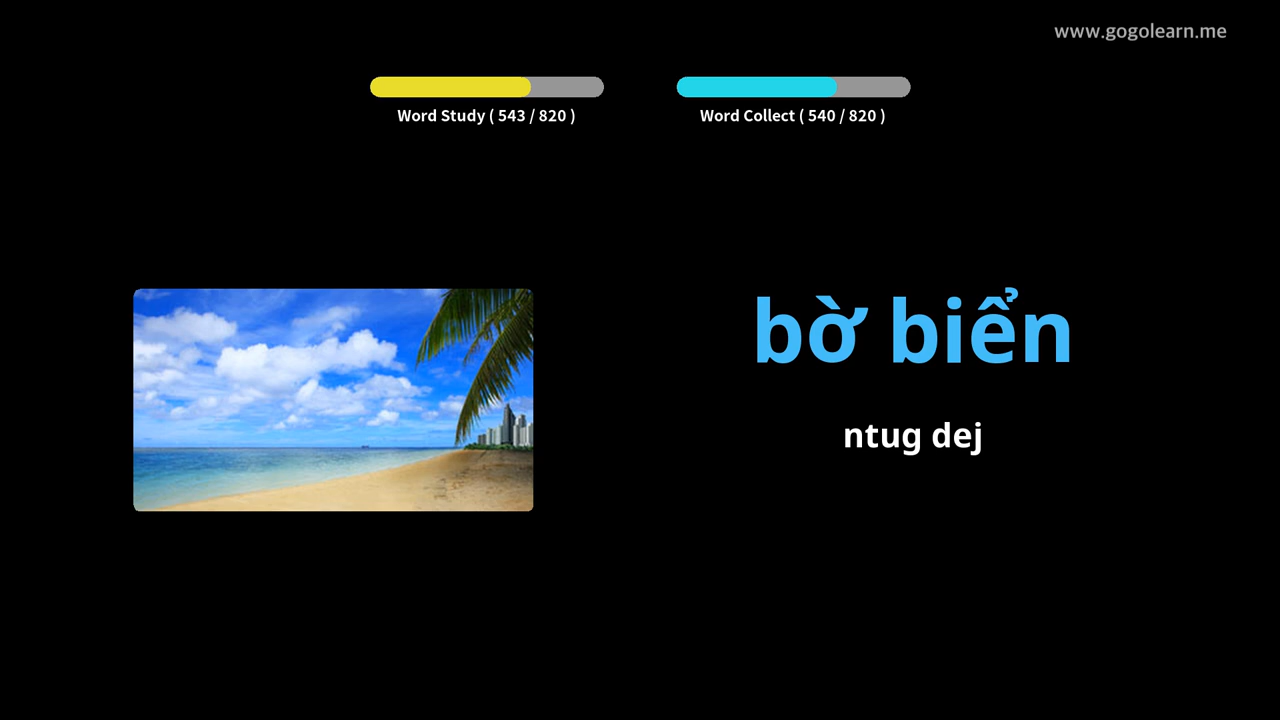 www.gogolearn.me
Word Study ( 543 / 820 )
Word Collect ( 540 / 820 )
bờ biển
ntug dej